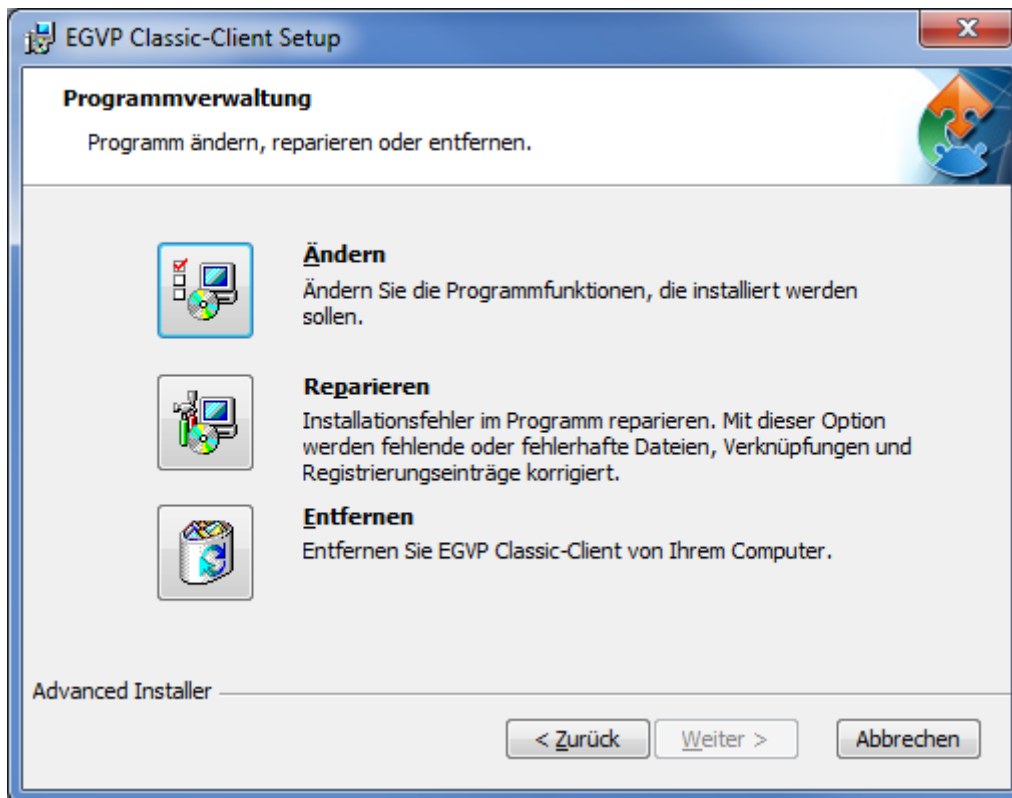 EGVP Classic-Client Setup
Programmverwaltung
Programm ändern, reparieren oder entfernen.
Ändern
Ändern Sie die Programmfunktionen, die installiert werden
sollen.
Reparieren
Installationsfehler im Programm reparieren. Mit dieser Option
werden fehlende oder fehlerhafte Dateien, Verknüpfungen und
Registrierungseinträge korrigiert.
Entfernen
Entfernen Sie EGVP Classic-Client von Ihrem Computer.
Advanced Installer
< Zurück Weiter > Abbrechen